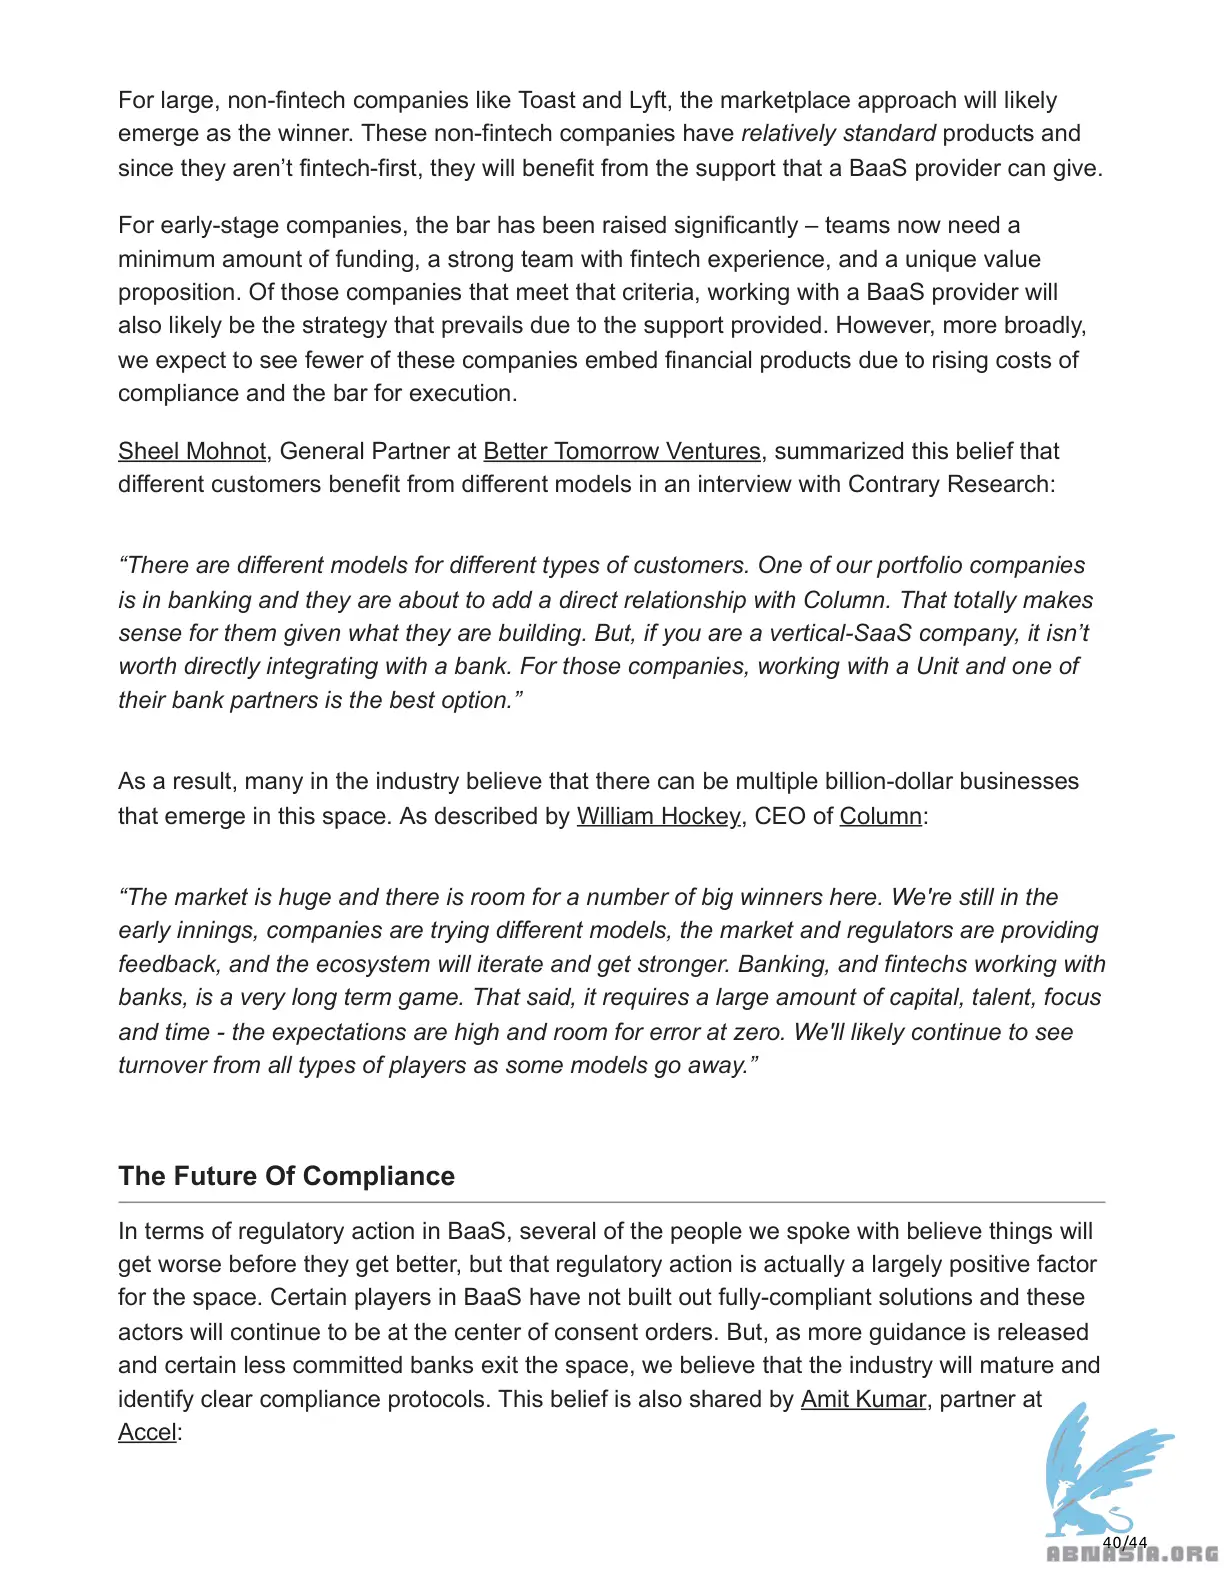 For large, non-fintech companies like Toast and Lyft, the marketplace approach will likely
emerge as the winner. These non-fintech companies have relatively standard products and
since they aren’t fintech-first, they will benefit from the support that a BaaS provider can give.
For early-stage companies, the bar has been raised significantly – teams now need a
minimum amount of funding, a strong team with fintech experience, and a unique value
proposition. Of those companies that meet that criteria, working with a BaaS provider will
also likely be the strategy that prevails due to the support provided. However, more broadly,
we expect to see fewer of these companies embed financial products due to rising costs of
compliance and the bar for execution.
Sheel Mohnot, General Partner at Better Tomorrow Ventures, summarized this belief that
different customers benefit from different models in an interview with Contrary Research:
“There are different models for different types of customers. One of our portfolio companies
is in banking and they are about to add a direct relationship with Column. That totally makes
sense for them given what they are building. But, if you are a vertical-SaaS company, it isn’t
worth directly integrating with a bank. For those companies, working with a Unit and one of
their bank partners is the best option.”
As a result, many in the industry believe that there can be multiple billion-dollar businesses
that emerge in this space. As described by William Hockey, CEO of Column:
“The market is huge and there is room for a number of big winners here. We're still in the
early innings, companies are trying different models, the market and regulators are providing
feedback, and the ecosystem will iterate and get stronger. Banking, and fintechs working with
banks, is a very long term game. That said, it requires a large amount of capital, talent, focus
and time - the expectations are high and room for error at zero. We'll likely continue to see
turnover from all types of players as some models go away.”
The Future Of Compliance
In terms of regulatory action in BaaS, several of the people we spoke with believe things will
get worse before they get better, but that regulatory action is actually a largely positive factor
for the space. Certain players in BaaS have not built out fully-compliant solutions and these
actors will continue to be at the center of consent orders. But, as more guidance is released
and certain less committed banks exit the space, we believe that the industry will mature and
identify clear compliance protocols. This belief is also shared by Amit Kumar, partner at
Accel:
40/44
ABNASIA.ORG